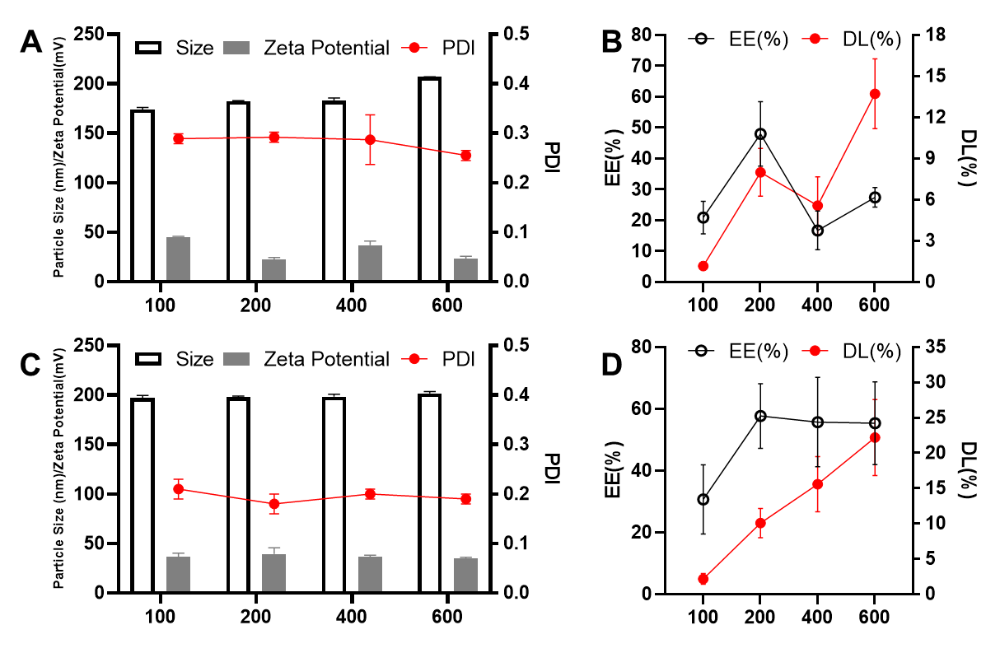 A
Size Zeta Potential PDI
Particle Size (nm)/Zeta Potential(mV)
250
200
150
100
50
0
0.5
0.4
0.3
0.2
0.1
0.0
PDI
100 200 400 600
B
EE(%) DL(%)
EE(%)
80
70
60
50
40
30
20
10
0
18
15
12
9
6
3
0
DL(%)
100 200 400 600
C
Size Zeta Potential PDI
Particle Size (nm)/Zeta Potential(mV)
250
200
150
100
50
0
0.5
0.4
0.3
0.2
0.1
0.0
PDI
100 200 400 600
D
EE(%) DL(%)
EE(%)
80
60
40
20
0
35
30
25
20
15
10
5
0
DL(%)
100 200 400 600